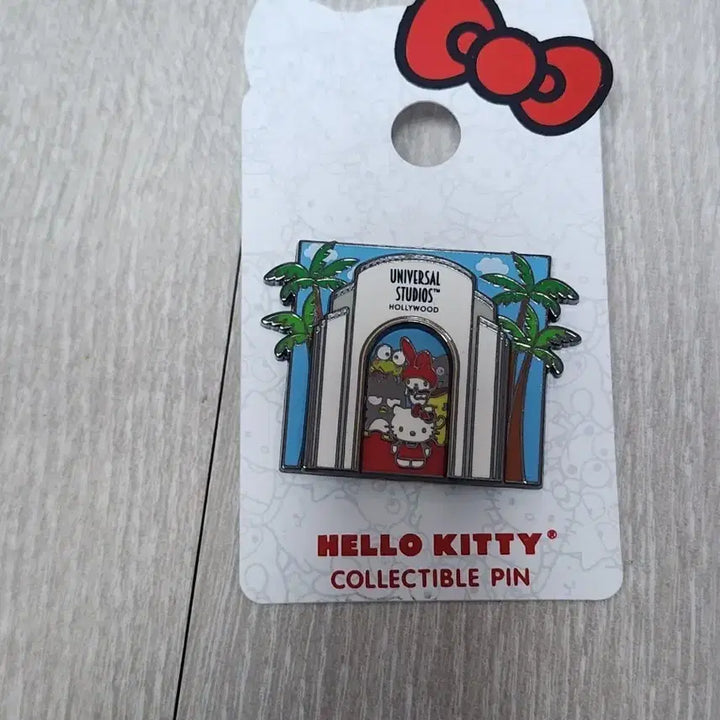 UNIVERSAL
STUDIOS™
HOLLYWOOD
HELLO KITTY®
COLLECTIBLE PIN